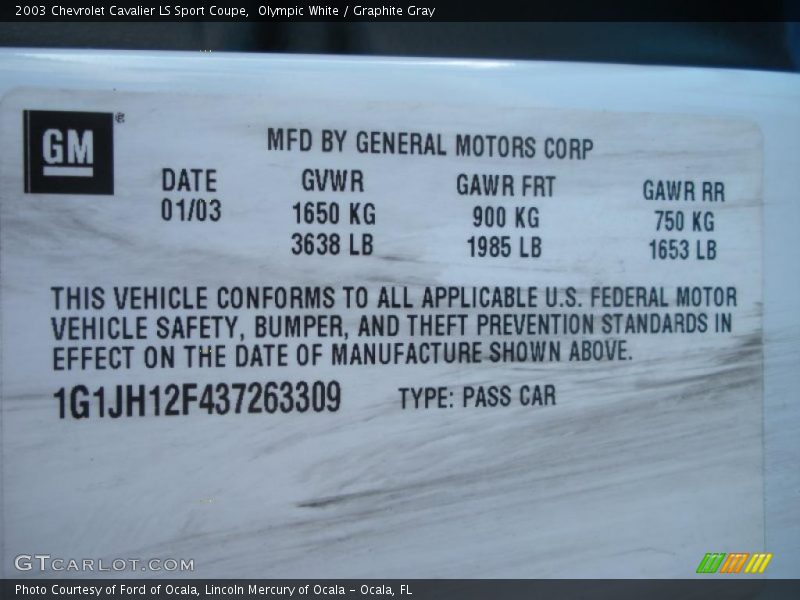 2003 Chevrolet Cavalier LS Sport Coupe,  Olympic White / Graphite Gray
GM®
MFD BY GENERAL MOTORS CORP
DATE GVWR GAWR FRT GAWR RR
01/03 1650 KG 900 KG 750 KG
3638 LB 1985 LB 1653 LB
THIS VEHICLE CONFORMS TO ALL APPLICABLE U.S. FEDERAL MOTOR
VEHICLE SAFETY, BUMPER, AND THEFT PREVENTION STANDARDS IN
EFFECT ON THE DATE OF MANUFACTURE SHOWN ABOVE.
1G1JH12F437263309 TYPE: PASS CAR
GTCARLOT.COM
Photo Courtesy of Ford of Ocala, Lincoln Mercury of Ocala - Ocala, FL